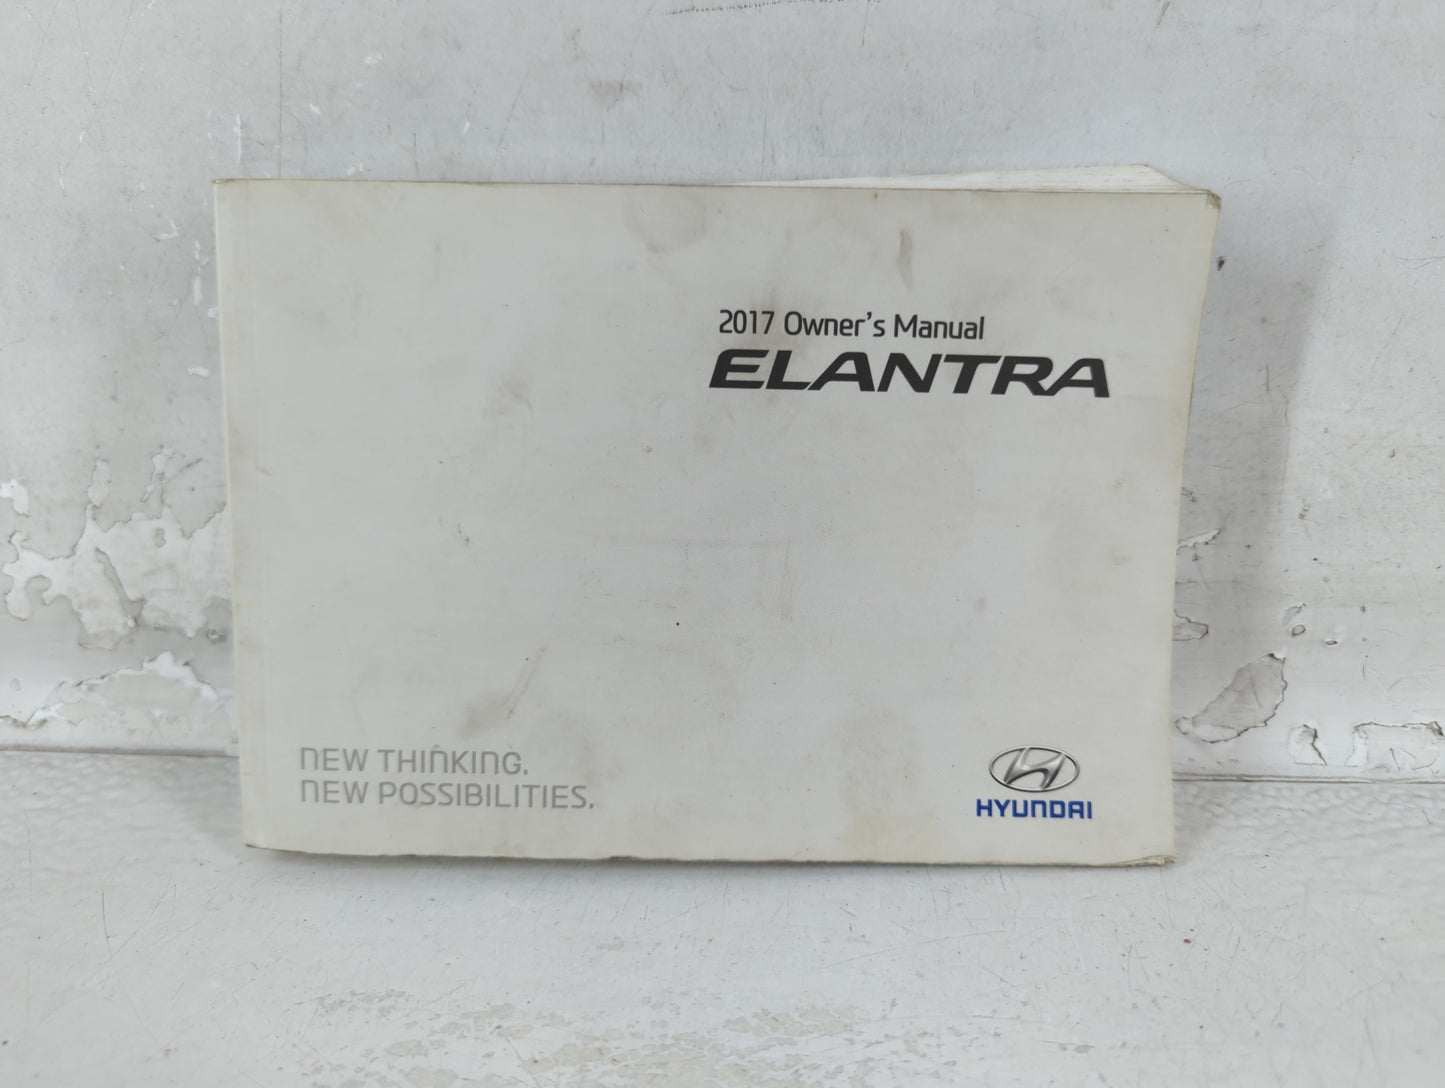 2017 Owner's Manual
ELANTRA
NEW THINKING.
NEW POSSIBILITIES.
HYUNDAI